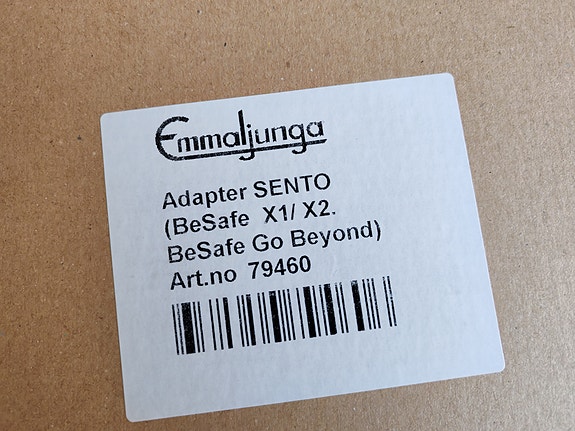 Emmaljunga
Adapter SENTO
(BeSafe X1/ X2.
BeSafe Go Beyond)
Art.no 79460